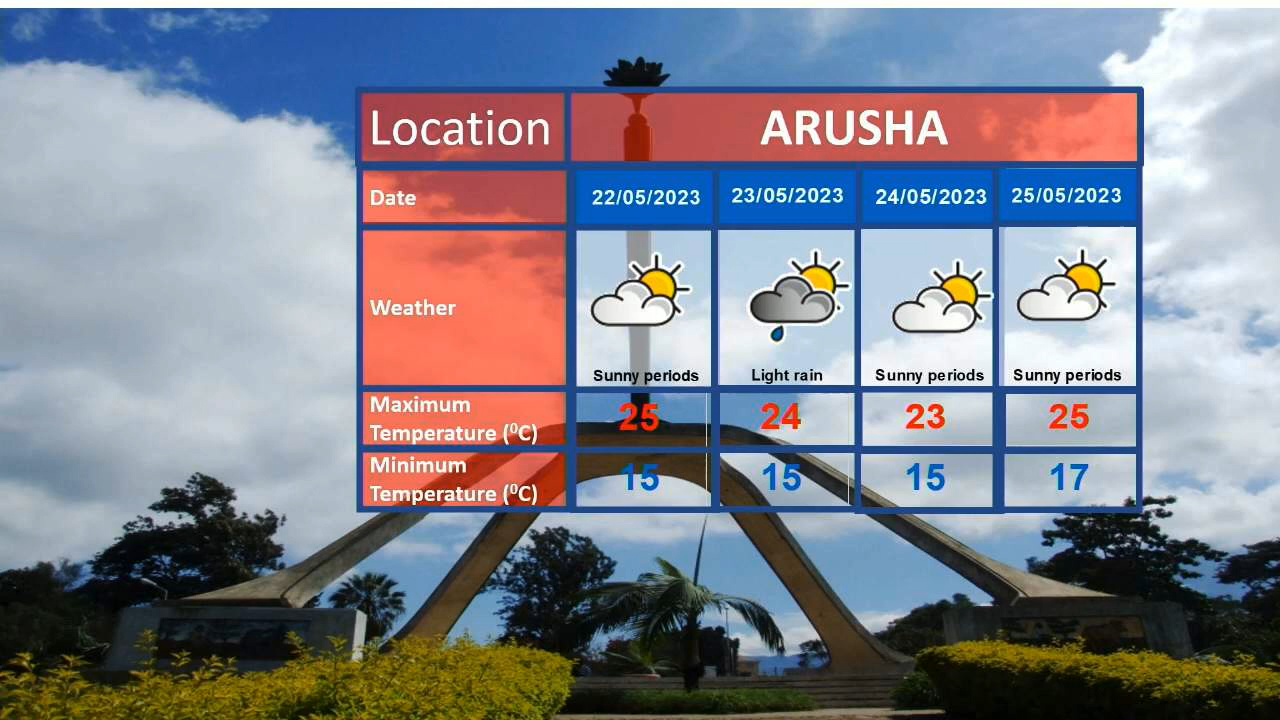 Location ARUSHA
Date 22/05/2023 23/05/2023 24/05/2023 25/05/2023
Weather
Sunny periods Light rain Sunny periods Sunny periods
Maximum
Temperature (⁰C) 25 24 23 25
Minimum
Temperature (⁰C) 15 15 15 17